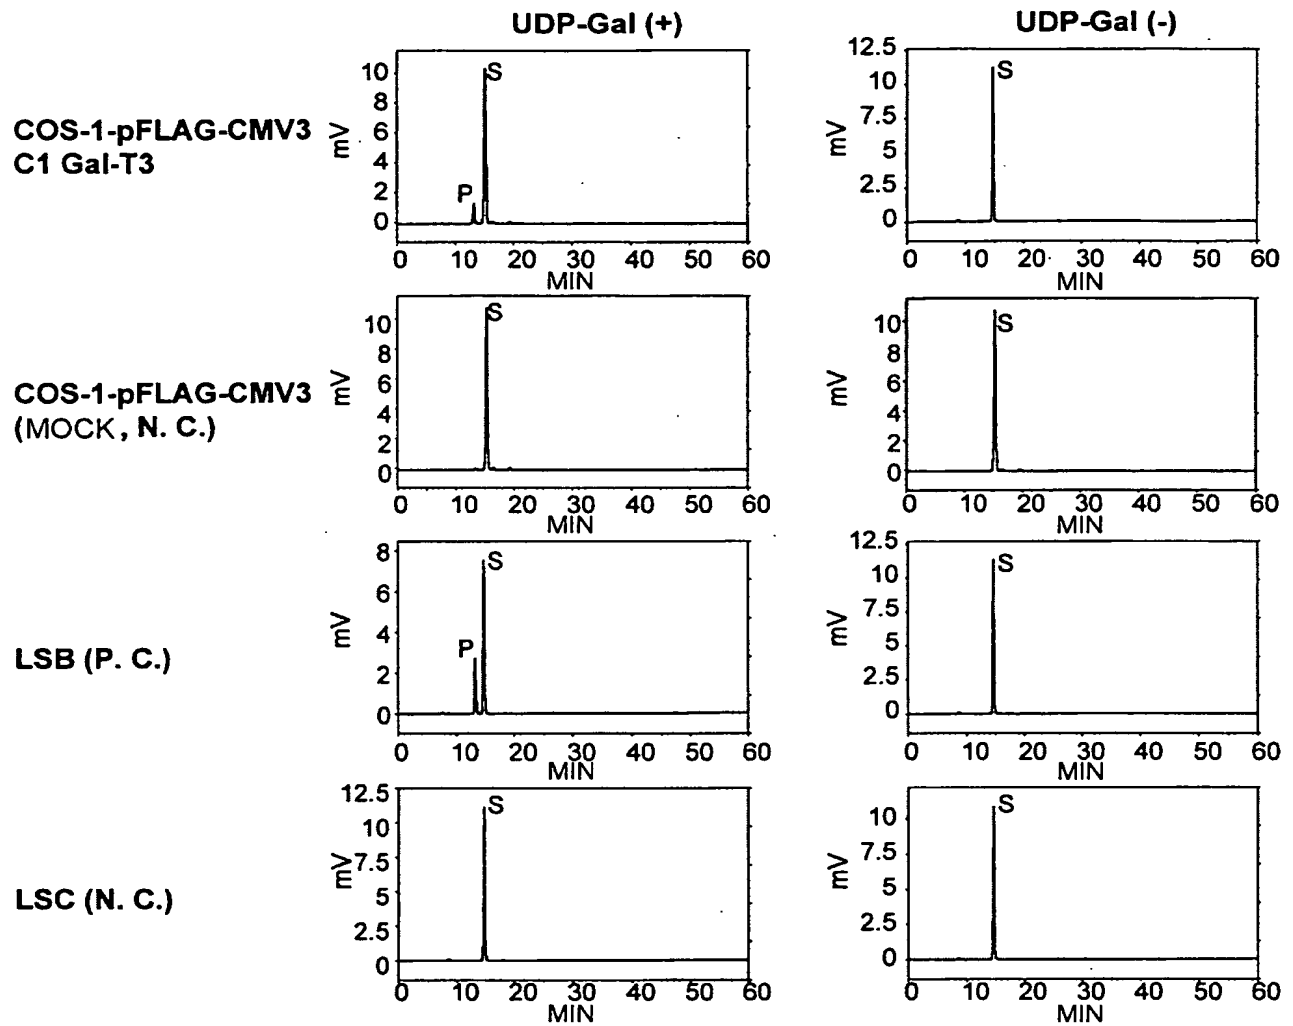 UDP-Gal (+) UDP-Gal (-)
COS-1-pFLAG-CMV3
C1 Gal-T3
mV
10
8
6
4
2
0
P
S
0 10 20 30 40 50 60
MIN
mV
12.5
10
7.5
5
2.5
0
S
0 10 20 30 40 50 60
MIN
COS-1-pFLAG-CMV3
(MOCK, N. C.)
mV
10
8
6
4
2
0
S
0 10 20 30 40 50 60
MIN
mV
10
8
6
4
2
0
S
0 10 20 30 40 50 60
MIN
LSB (P. C.)
mV
8
6
4
2
0
P
S
0 10 20 30 40 50 60
MIN
mV
12.5
10
7.5
5
2.5
0
S
0 10 20 30 40 50 60
MIN
LSC (N. C.)
mV
12.5
10
7.5
5
2.5
0
S
0 10 20 30 40 50 60
MIN
mV
10
7.5
5
2.5
0
S
0 10 20 30 40 50 60
MIN